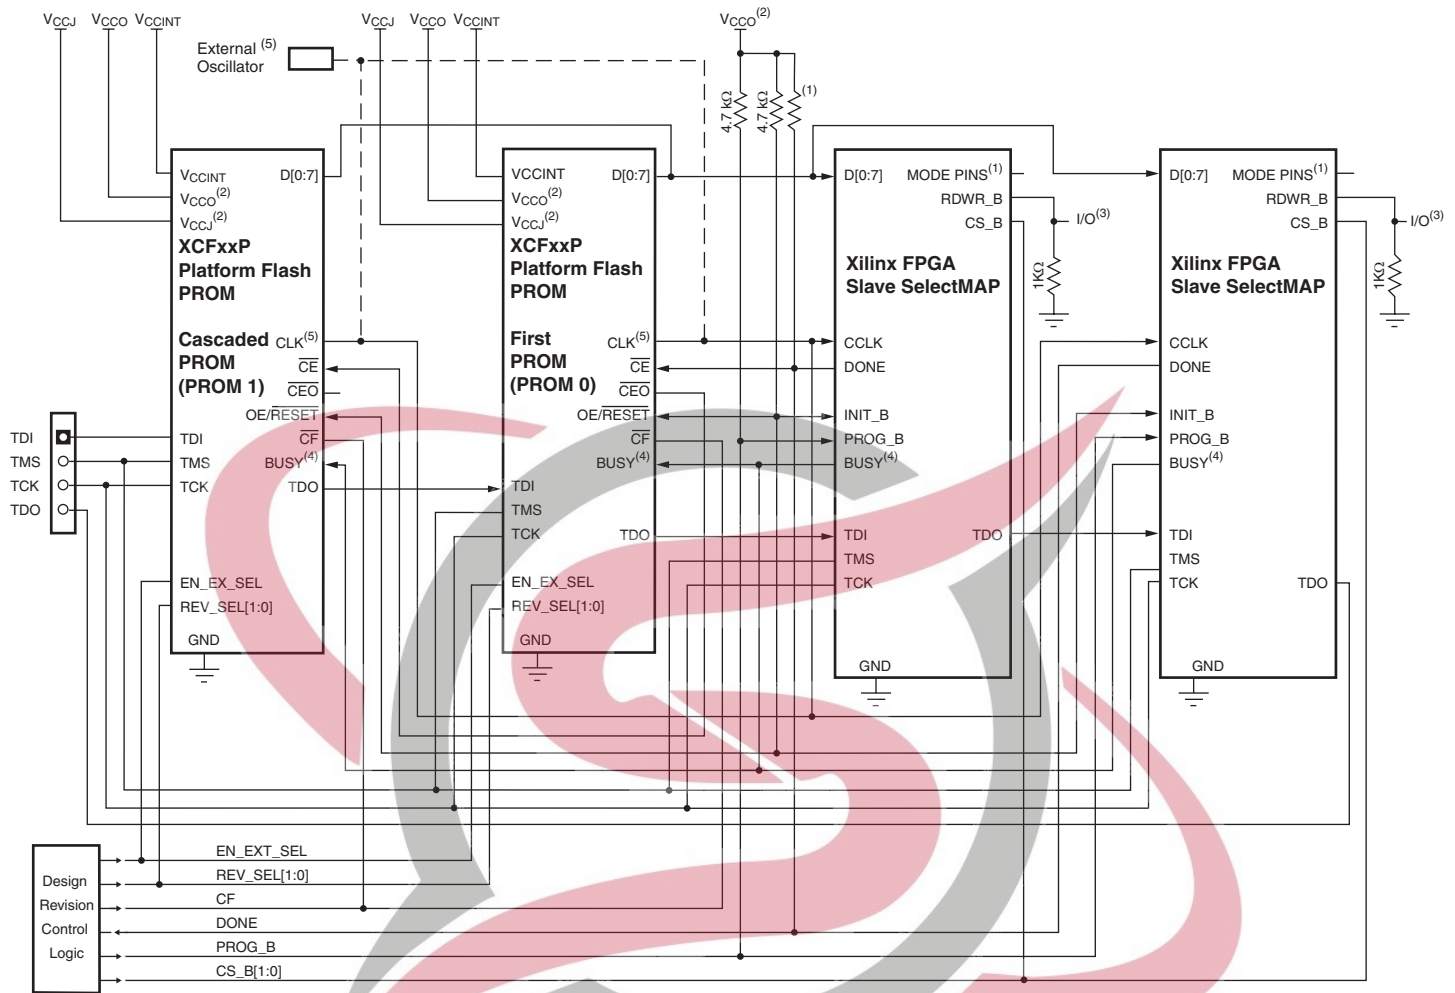 VCCJ VCCO VCCINT
VCCJ VCCO VCCINT
VCCO(2)
External (5)
Oscillator
4.7 kΩ
4.7 kΩ
(1)
VCCINT
VCCO(2)
VCCJ(2)
D[0:7]
XCFxxP
Platform Flash
PROM
Cascaded
PROM
(PROM 1)
CLK(5)
CE
CEO
OE/RESET
CF
BUSY(4)
TDI
TMS
TCK
TDO
EN_EX_SEL
REV_SEL[1:0]
GND
VCCINT
VCCO(2)
VCCJ(2)
D[0:7]
XCFxxP
Platform Flash
PROM
First
PROM
(PROM 0)
CLK(5)
CE
CEO
OE/RESET
CF
BUSY(4)
TDI
TMS
TCK
TDO
EN_EX_SEL
REV_SEL[1:0]
GND
D[0:7]
MODE PINS(1)
RDWR_B
CS_B
I/O(3)
1KΩ
Xilinx FPGA
Slave SelectMAP
CCLK
DONE
INIT_B
PROG_B
BUSY(4)
TDI
TMS
TCK
TDO
GND
D[0:7]
MODE PINS(1)
RDWR_B
CS_B
I/O(3)
1KΩ
Xilinx FPGA
Slave SelectMAP
CCLK
DONE
INIT_B
PROG_B
BUSY(4)
TDI
TMS
TCK
TDO
GND
TDI
TMS
TCK
TDO
Design
Revision
Control
Logic
EN_EXT_SEL
REV_SEL[1:0]
CF
DONE
PROG_B
CS_B[1:0]